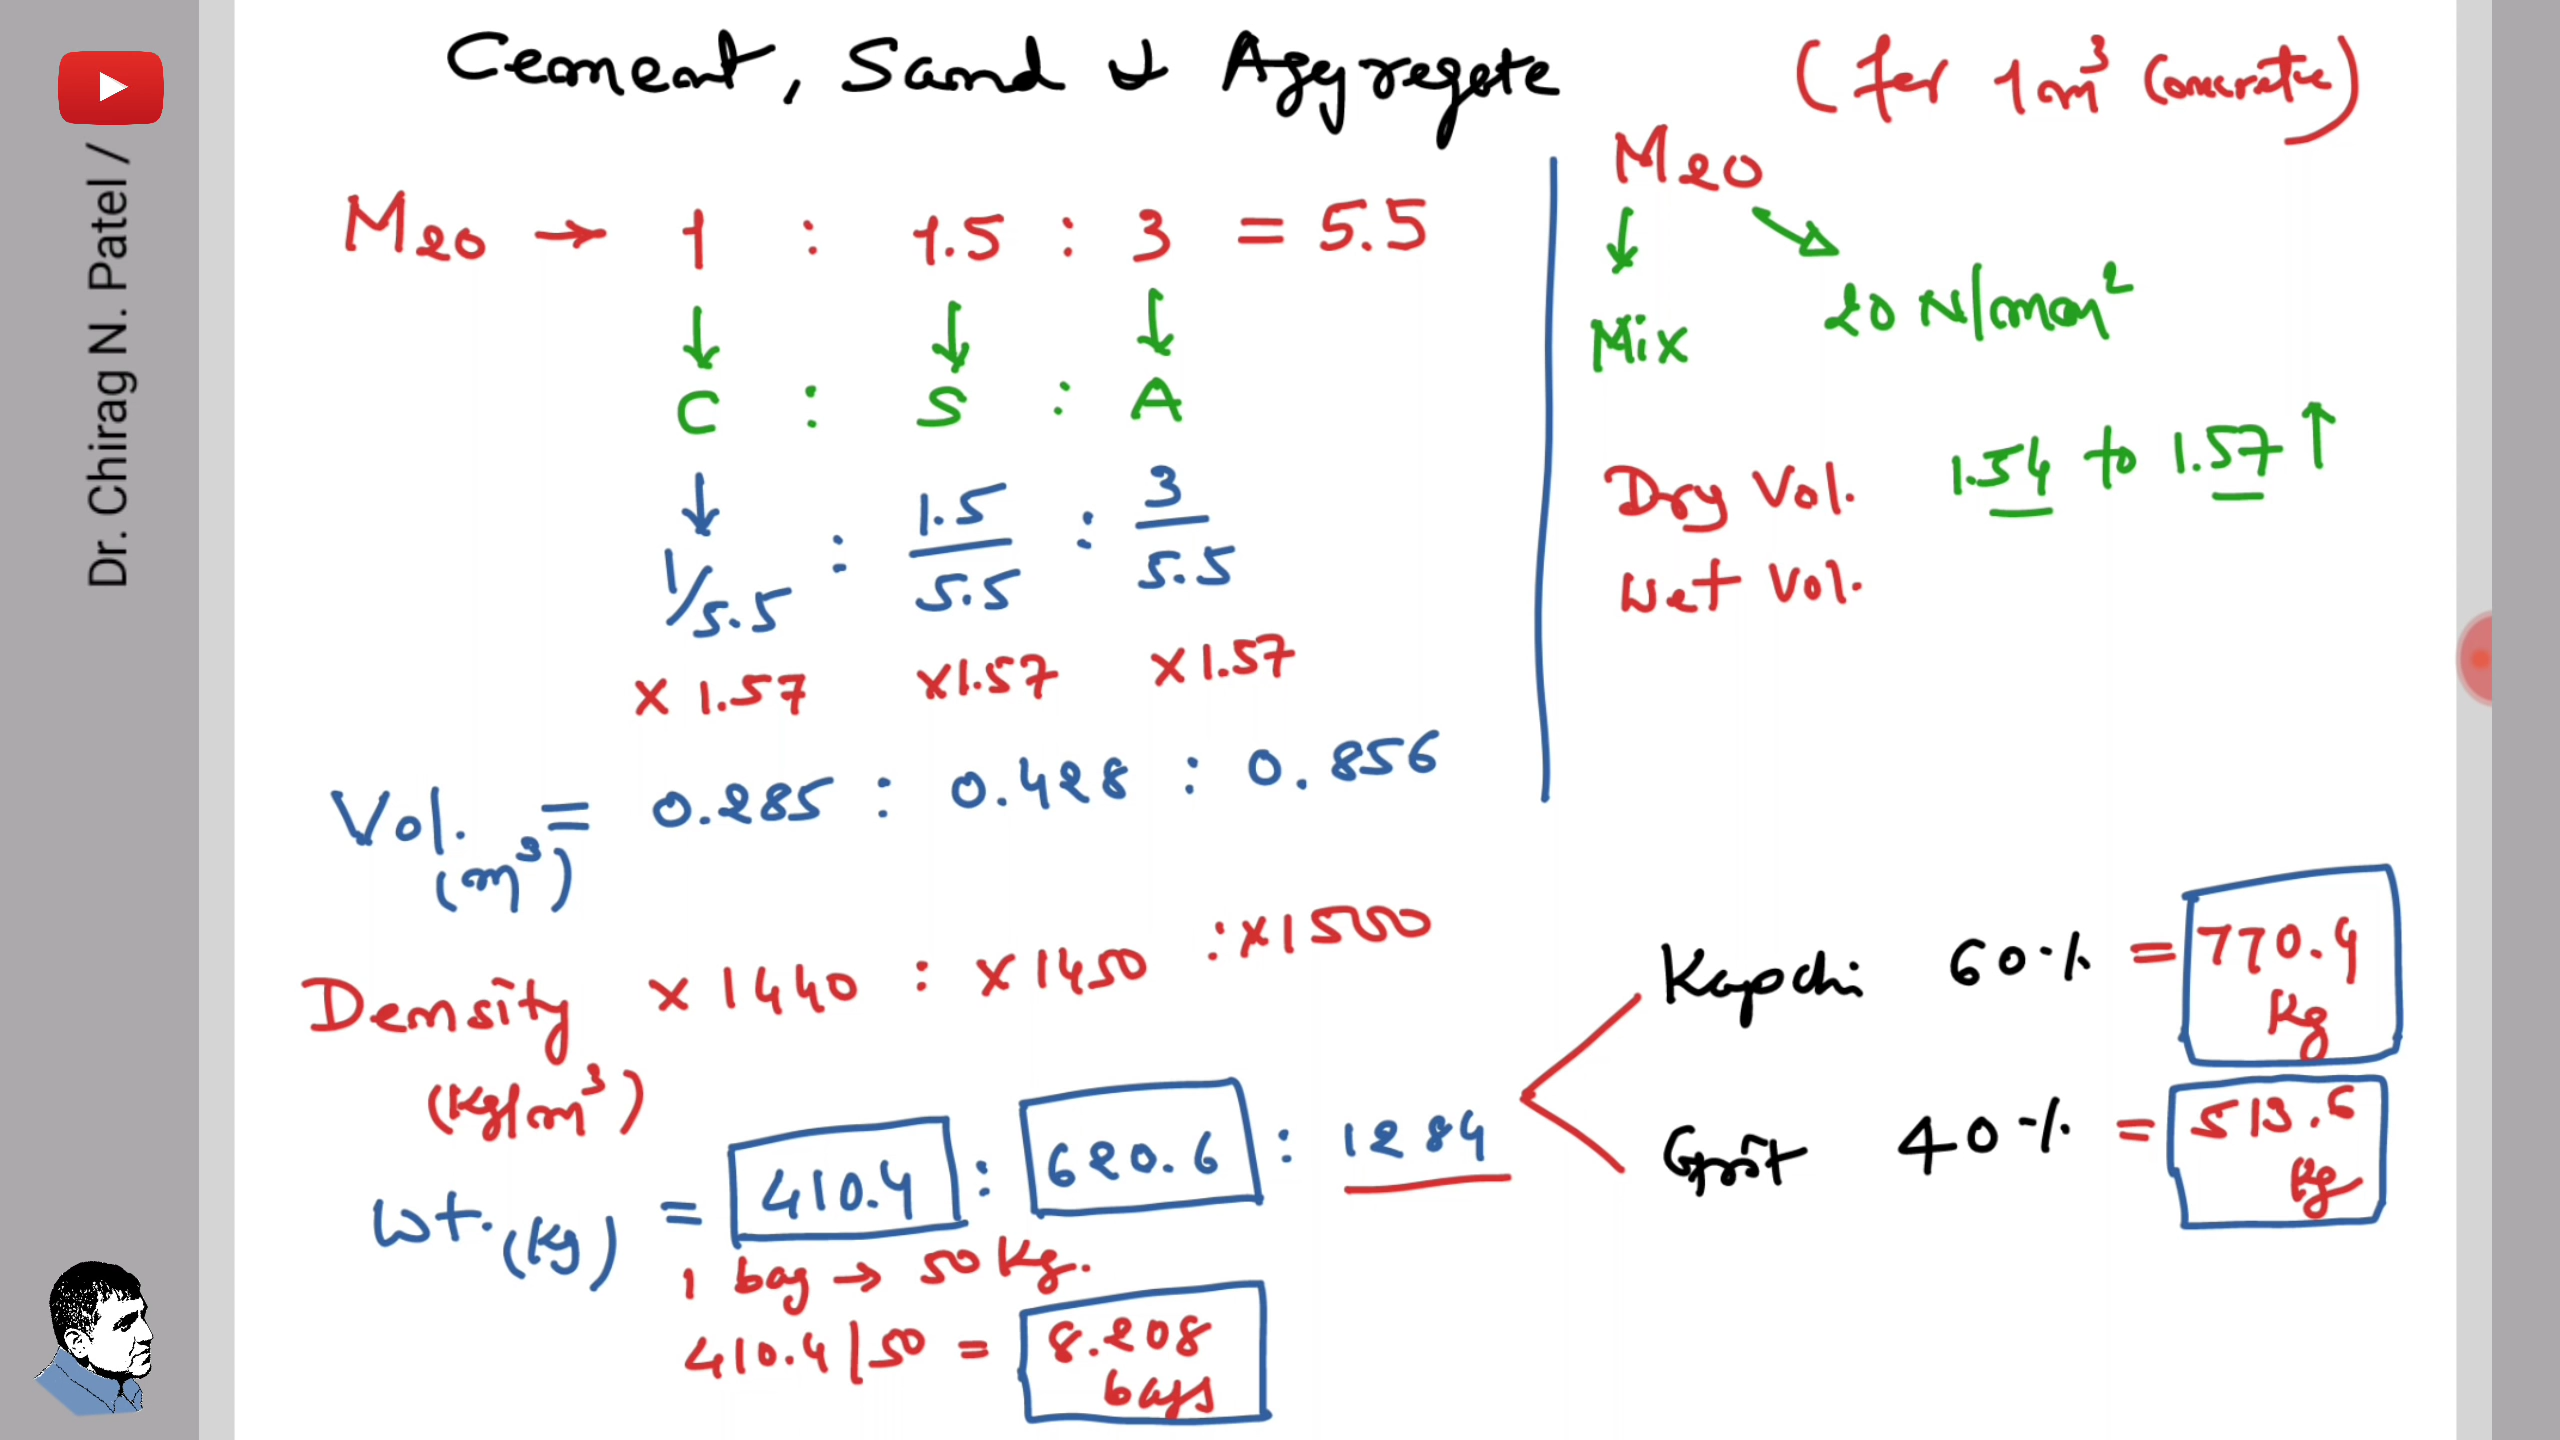 Dr. Chirag N. Patel /
Cement, Sand & Aggregate (for 1m³ concrete)
M20 → 1 : 1.5 : 3 = 5.5
C : S : A
1/5.5 : 1.5/5.5 : 3/5.5
x 1.57 x1.57 x1.57
Vol. (m³) = 0.285 : 0.428 : 0.856
Density (Kg/m³) x 1440 : x 1450 : x1500
Wt. (Kg) = 410.4 : 620.6 : 1284
1 bag → 50 Kg.
410.4 / 50 = 8.208 bags
M20
Mix 20 N/mm²
Dry Vol. 1.54 to 1.57 ↑
Wet Vol.
Kapchi 60% = 770.4 Kg
Grit 40% = 513.6 Kg